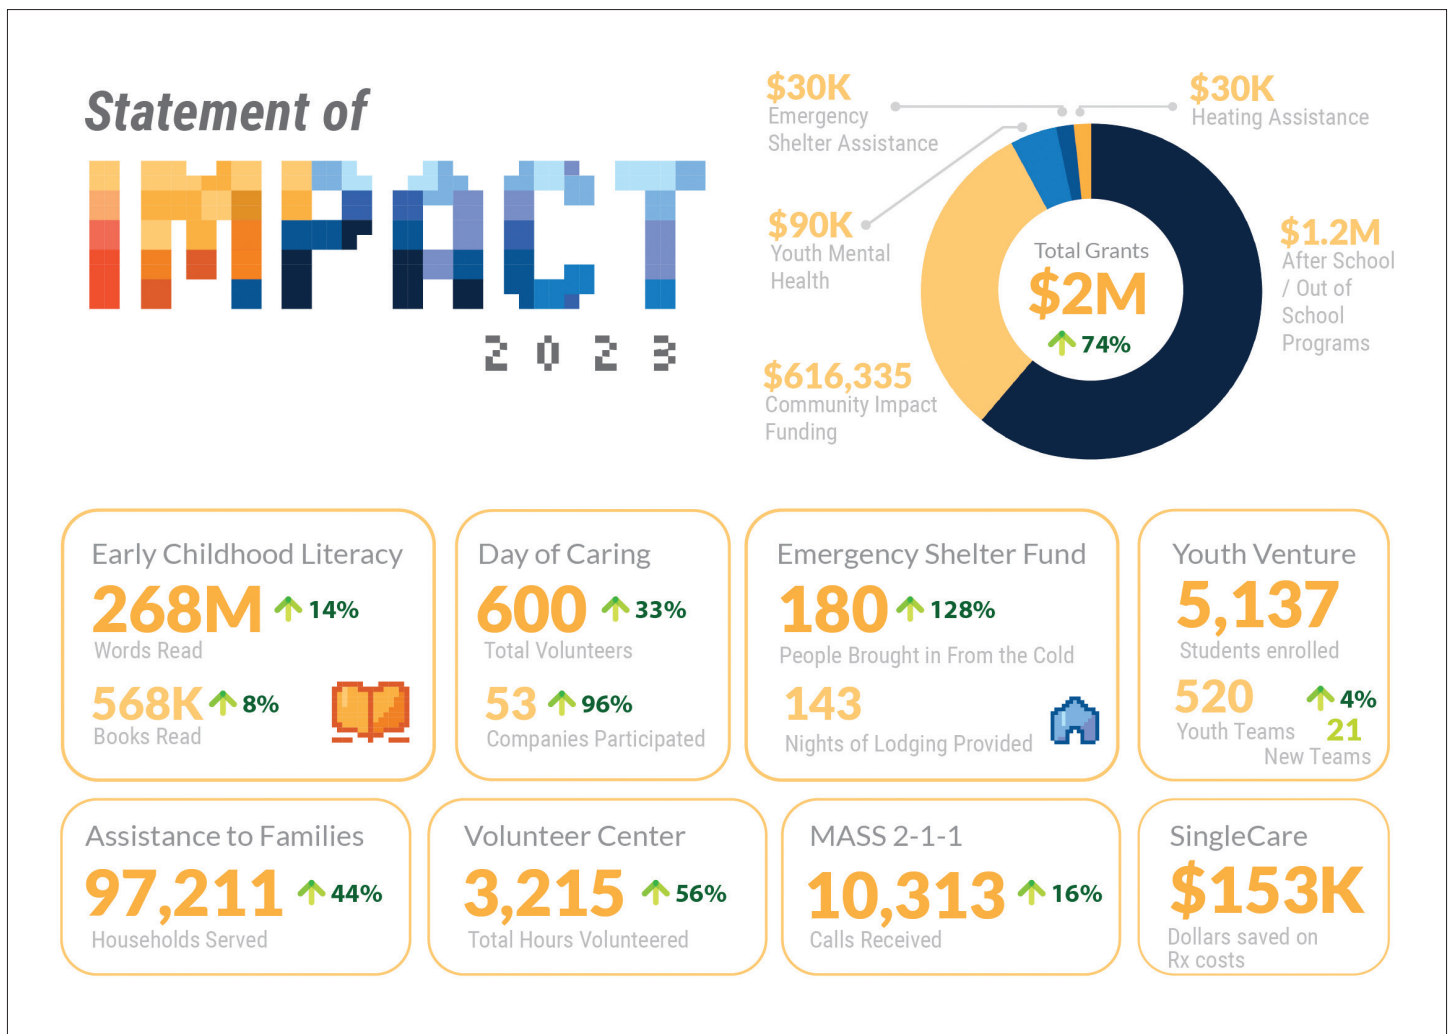 Statement of
IMPACT
2023
$30K
Emergency
Shelter Assistance
$30K
Heating Assistance
$90K
Youth Mental
Health
$1.2M
After School
/ Out of
School
Programs
$616,335
Community Impact
Funding
Total Grants
$2M
74%
Early Childhood Literacy
268M 14%
Words Read
568K 8%
Books Read
Day of Caring
600 33%
Total Volunteers
53 96%
Companies Participated
Emergency Shelter Fund
180 128%
People Brought in From the Cold
143
Nights of Lodging Provided
Youth Venture
5,137
Students enrolled
520 4%
Youth Teams 21
New Teams
Assistance to Families
97,211 44%
Households Served
Volunteer Center
3,215 56%
Total Hours Volunteered
MASS 2-1-1
10,313 16%
Calls Received
SingleCare
$153K
Dollars saved on
Rx costs